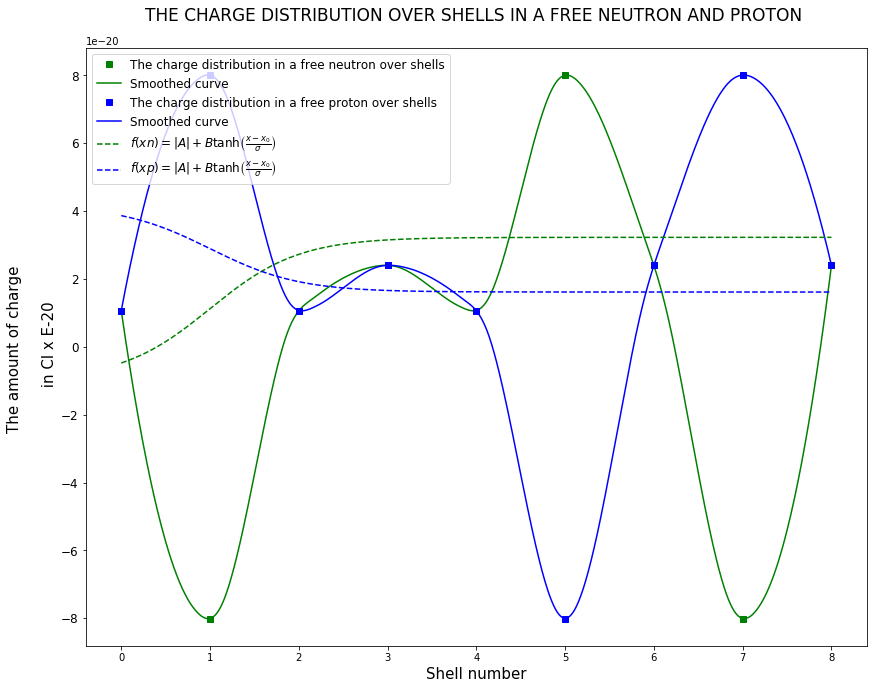 THE CHARGE DISTRIBUTION OVER SHELLS IN A FREE NEUTRON AND PROTON
1e−20
The charge distribution in a free neutron over shells
Smoothed curve
The charge distribution in a free proton over shells
Smoothed curve
f(xn) = |A| + Btanh((x − x₀)/σ)
f(xp) = |A| + Btanh((x − x₀)/σ)
8
6
4
2
0
−2
−4
−6
−8
The amount of charge
in Cl x E-20
0 1 2 3 4 5 6 7 8
Shell number